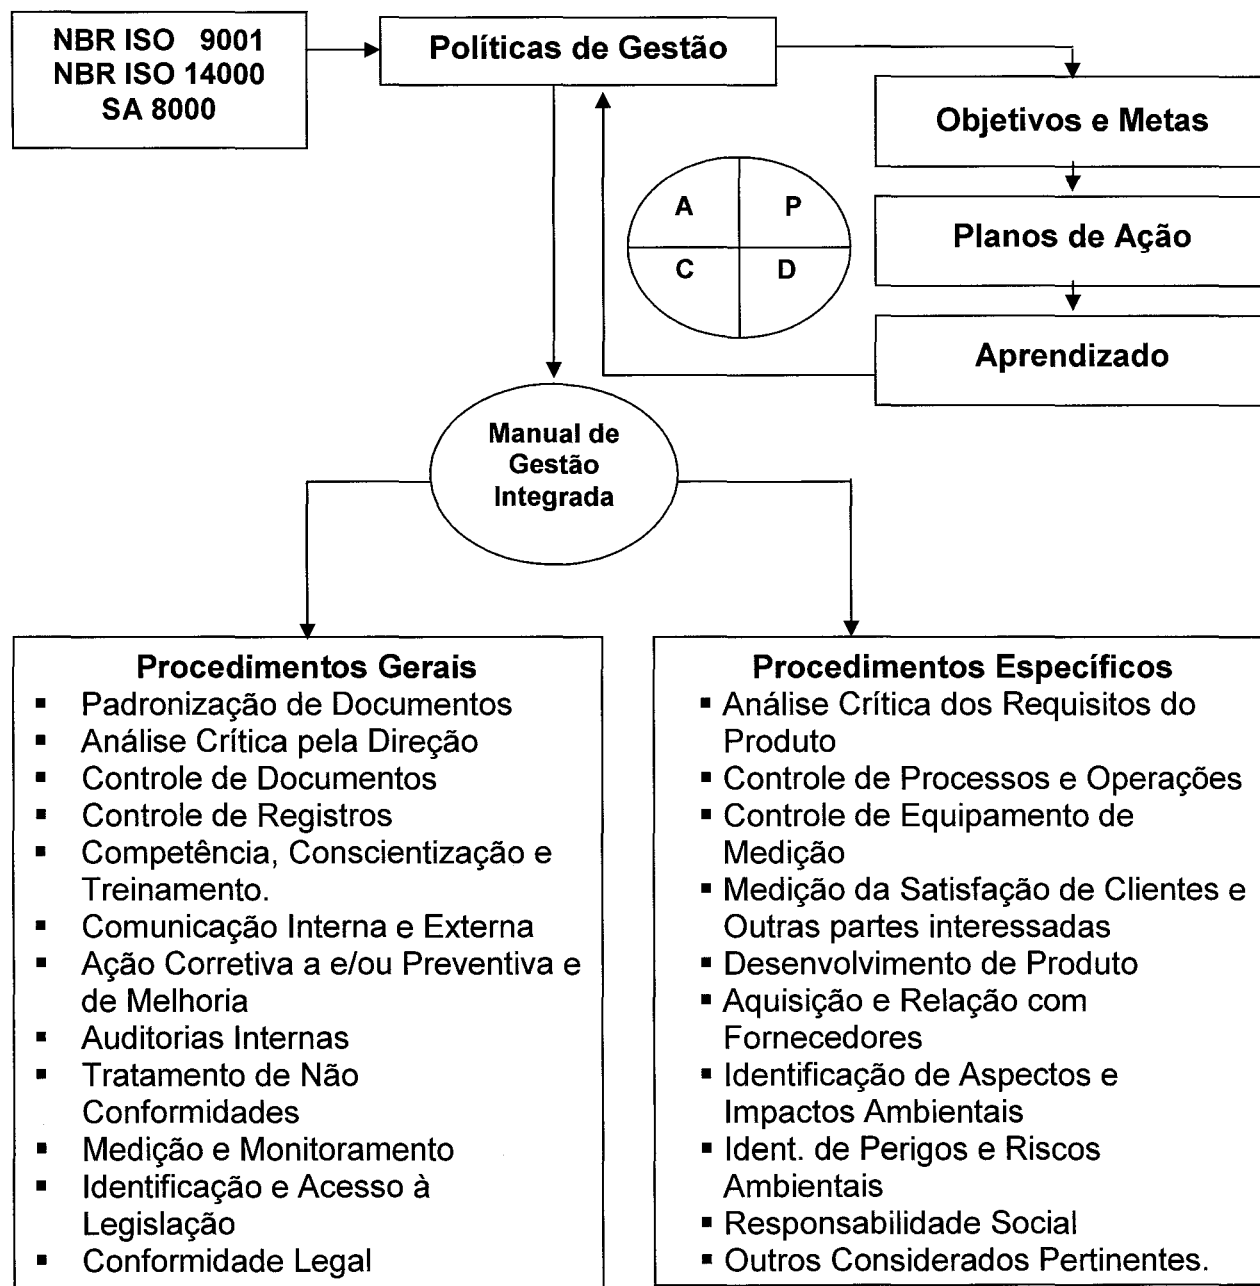 NBR ISO 9001
NBR ISO 14000
SA 8000
Políticas de Gestão
Objetivos e Metas
Planos de Ação
Aprendizado
A
P
C
D
Manual de
Gestão
Integrada
Procedimentos Gerais
▪ Padronização de Documentos
▪ Análise Crítica pela Direção
▪ Controle de Documentos
▪ Controle de Registros
▪ Competência, Conscientização e
Treinamento.
▪ Comunicação Interna e Externa
▪ Ação Corretiva a e/ou Preventiva e
de Melhoria
▪ Auditorias Internas
▪ Tratamento de Não
Conformidades
▪ Medição e Monitoramento
▪ Identificação e Acesso à
Legislação
▪ Conformidade Legal
Procedimentos Específicos
▪ Análise Crítica dos Requisitos do
Produto
▪ Controle de Processos e Operações
▪ Controle de Equipamento de
Medição
▪ Medição da Satisfação de Clientes e
Outras partes interessadas
▪ Desenvolvimento de Produto
▪ Aquisição e Relação com
Fornecedores
▪ Identificação de Aspectos e
Impactos Ambientais
▪ Ident. de Perigos e Riscos
Ambientais
▪ Responsabilidade Social
▪ Outros Considerados Pertinentes.